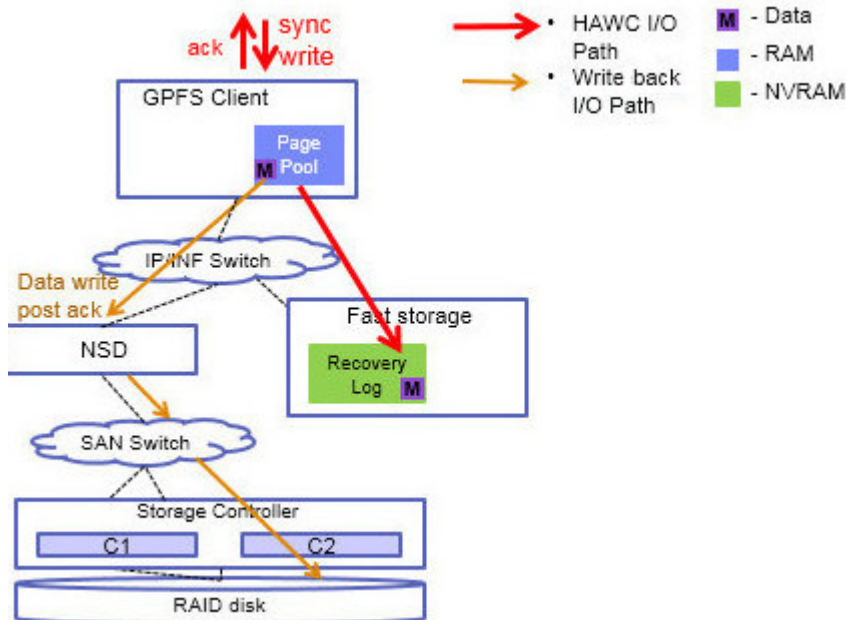 ack
sync
write
• HAWC I/O
Path
• Write back
I/O Path
M - Data
- RAM
- NVRAM
GPFS Client
Page
Pool
M
IP/INF Switch
Data write
post ack
Fast storage
NSD
Recovery
Log
M
SAN Switch
Storage Controller
C1
C2
RAID disk